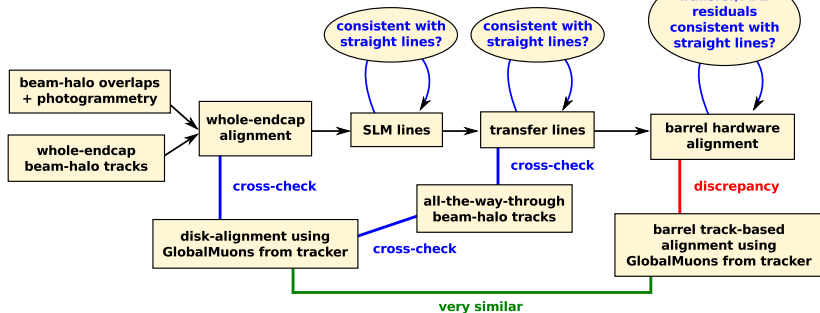 consistent with
straight lines?
consistent with
straight lines?
residuals
consistent with
straight lines?
beam-halo overlaps
+ photogrammetry
whole-endcap
beam-halo tracks
whole-endcap
alignment
SLM lines
transfer lines
barrel hardware
alignment
cross-check
cross-check
discrepancy
all-the-way-through
beam-halo tracks
disk-alignment using
GlobalMuons from tracker
cross-check
barrel track-based
alignment using
GlobalMuons from tracker
very similar